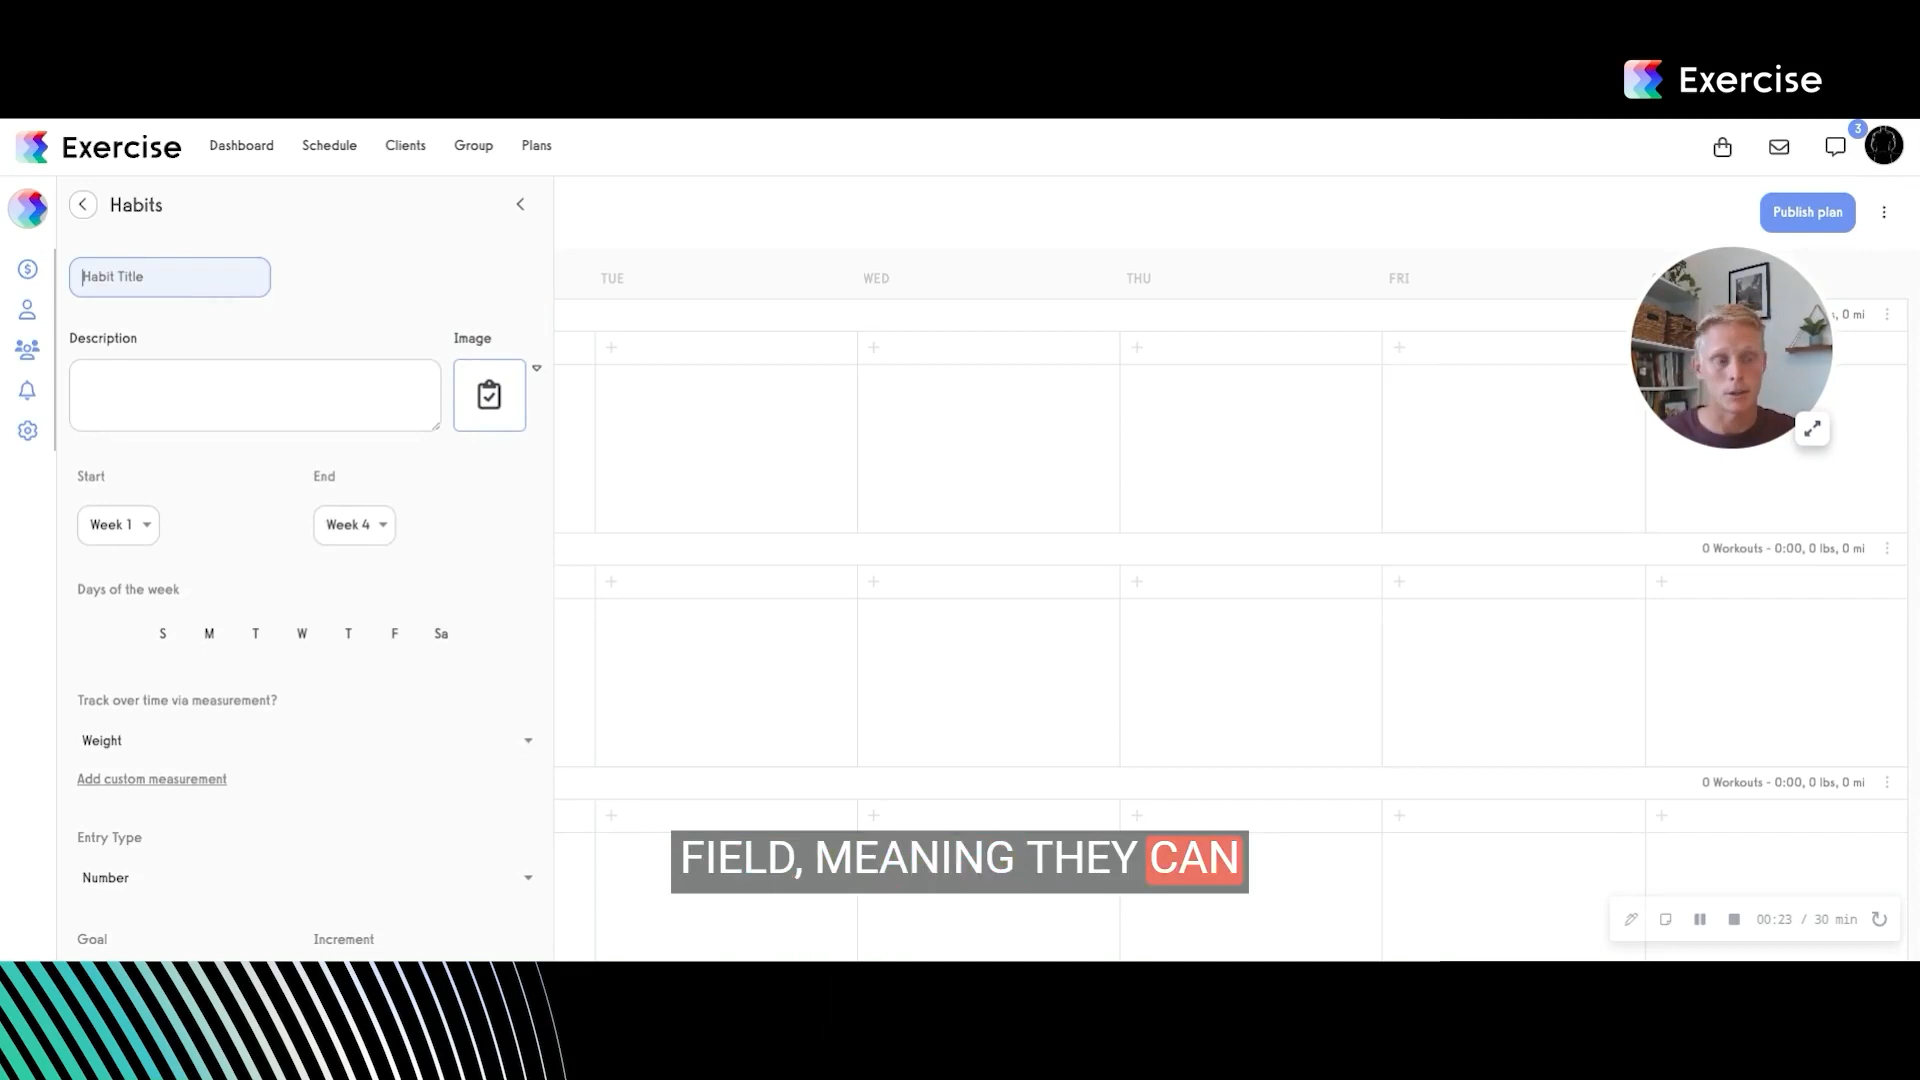 Exercise
Exercise
Dashboard
Schedule
Clients
Group
Plans
3
Habits
Publish plan
Habit Title
TUE
WED
THU
FRI
Description
Image
, 0 mi
Start
End
Week 1
Week 4
0 Workouts - 0:00, 0 lbs, 0 mi
Days of the week
S M T W T F Sa
Track over time via measurement?
Weight
Add custom measurement
0 Workouts - 0:00, 0 lbs, 0 mi
Entry Type
Number
FIELD, MEANING THEY CAN
00:23 / 30 min
Goal
Increment